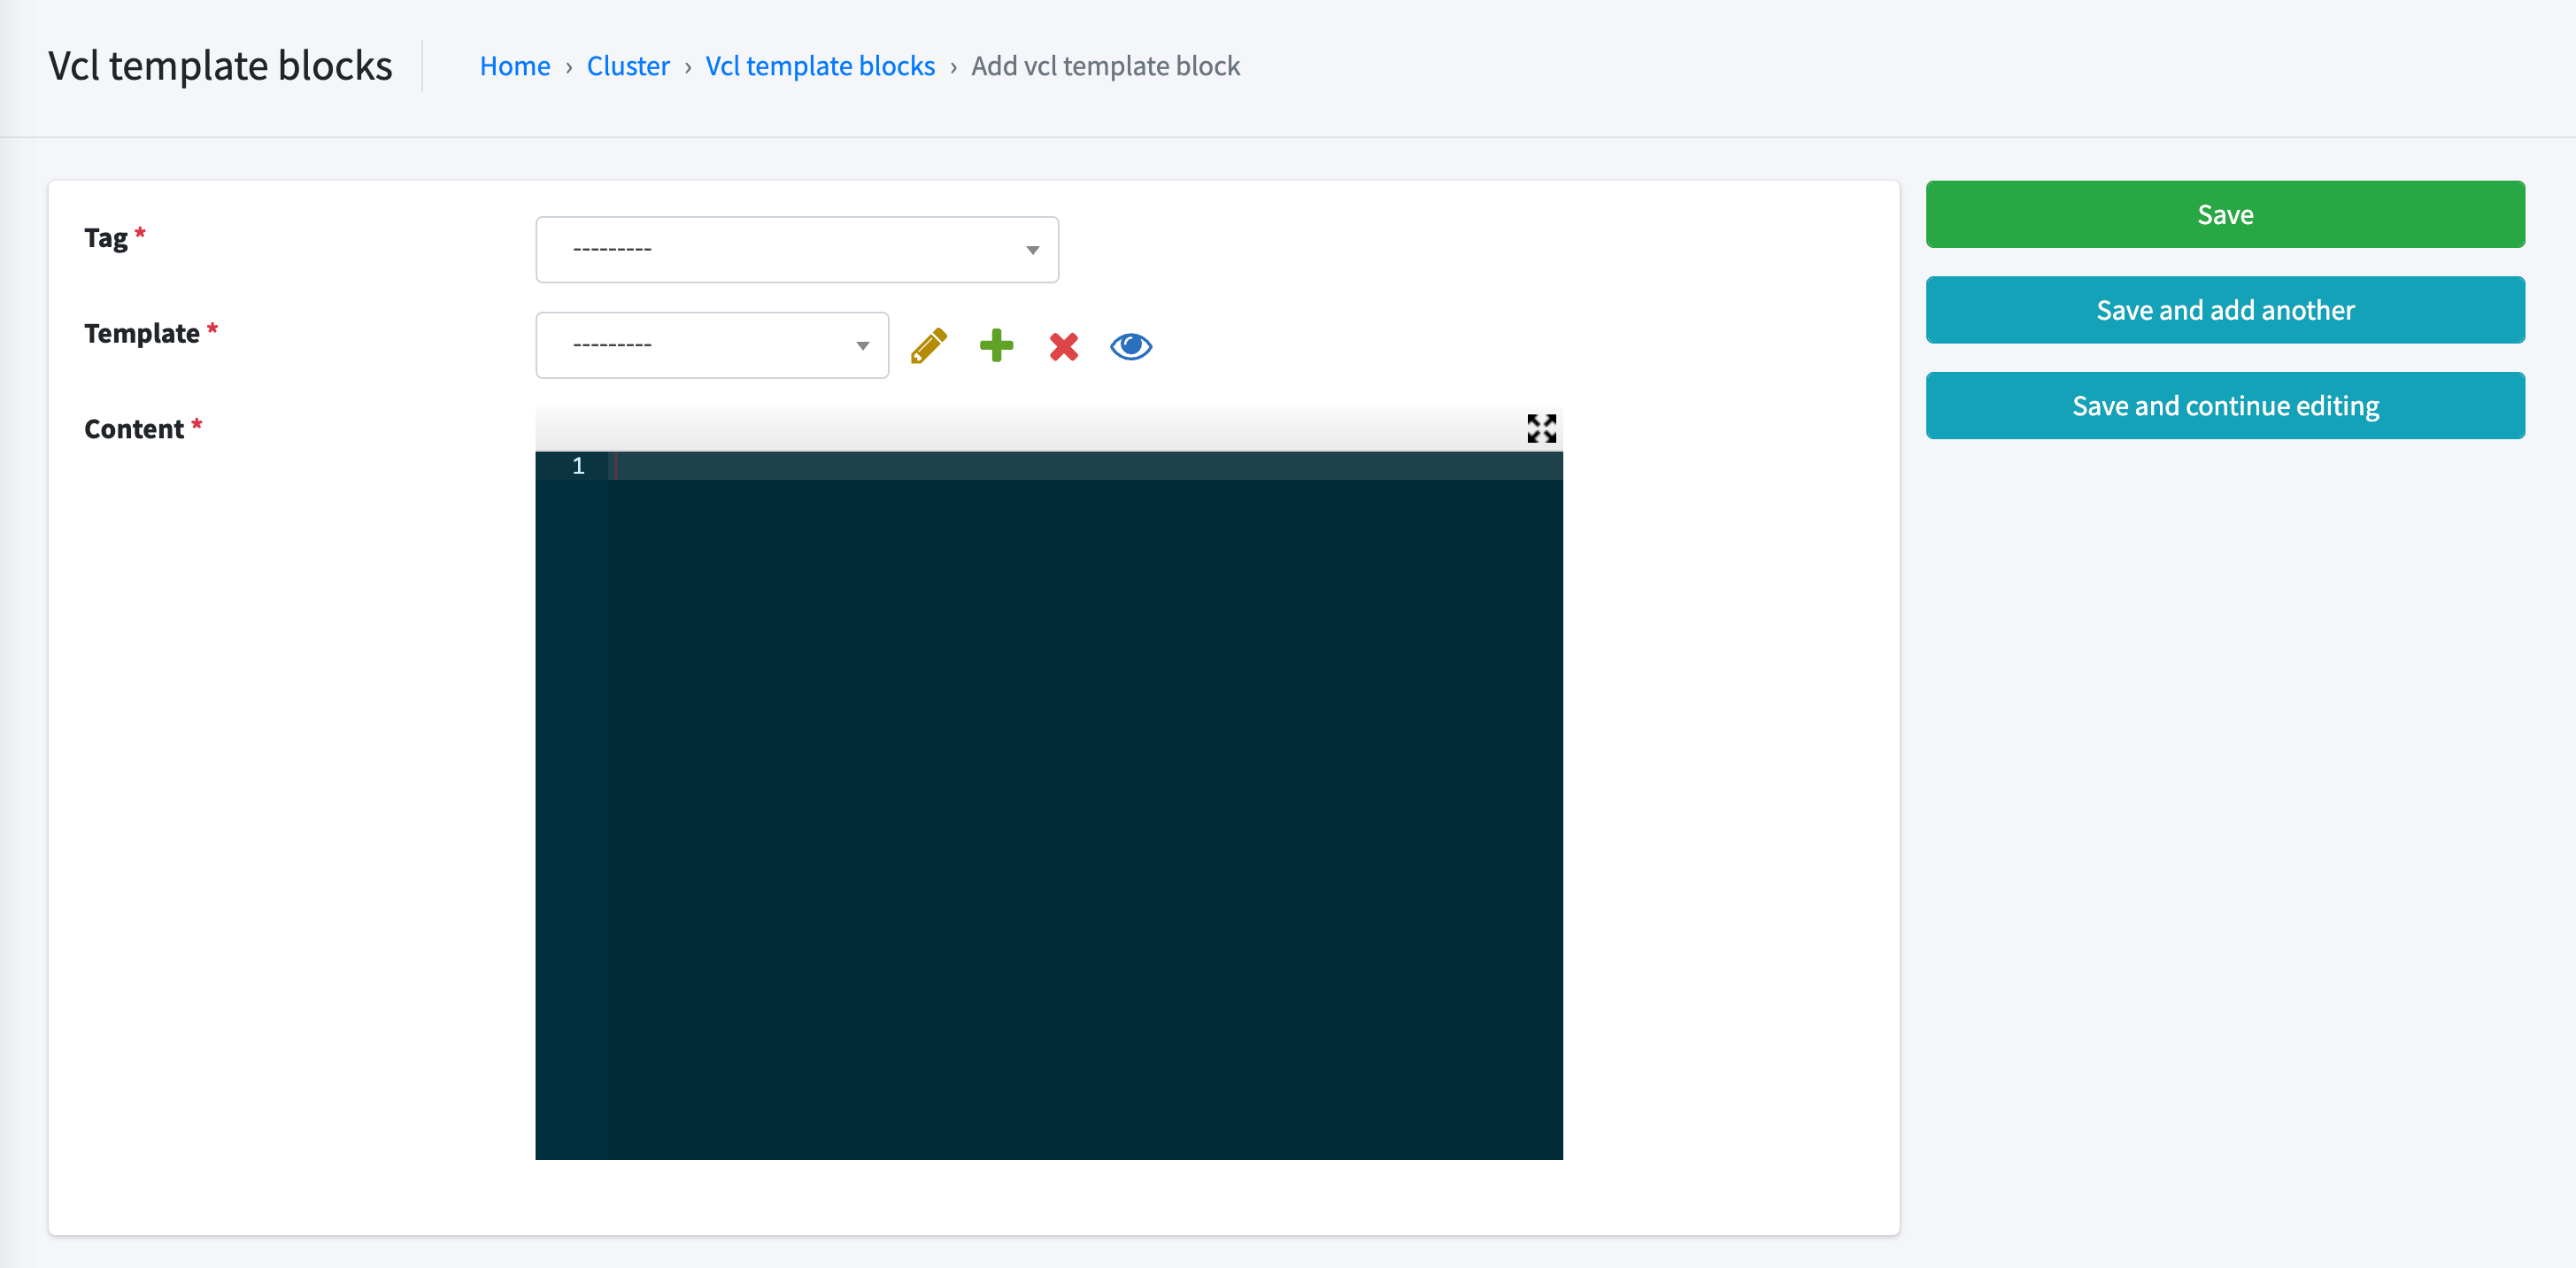 Vcl template blocks
Home › Cluster › Vcl template blocks › Add vcl template block
Tag *
---------
Template *
---------
Content *
1
Save
Save and add another
Save and continue editing